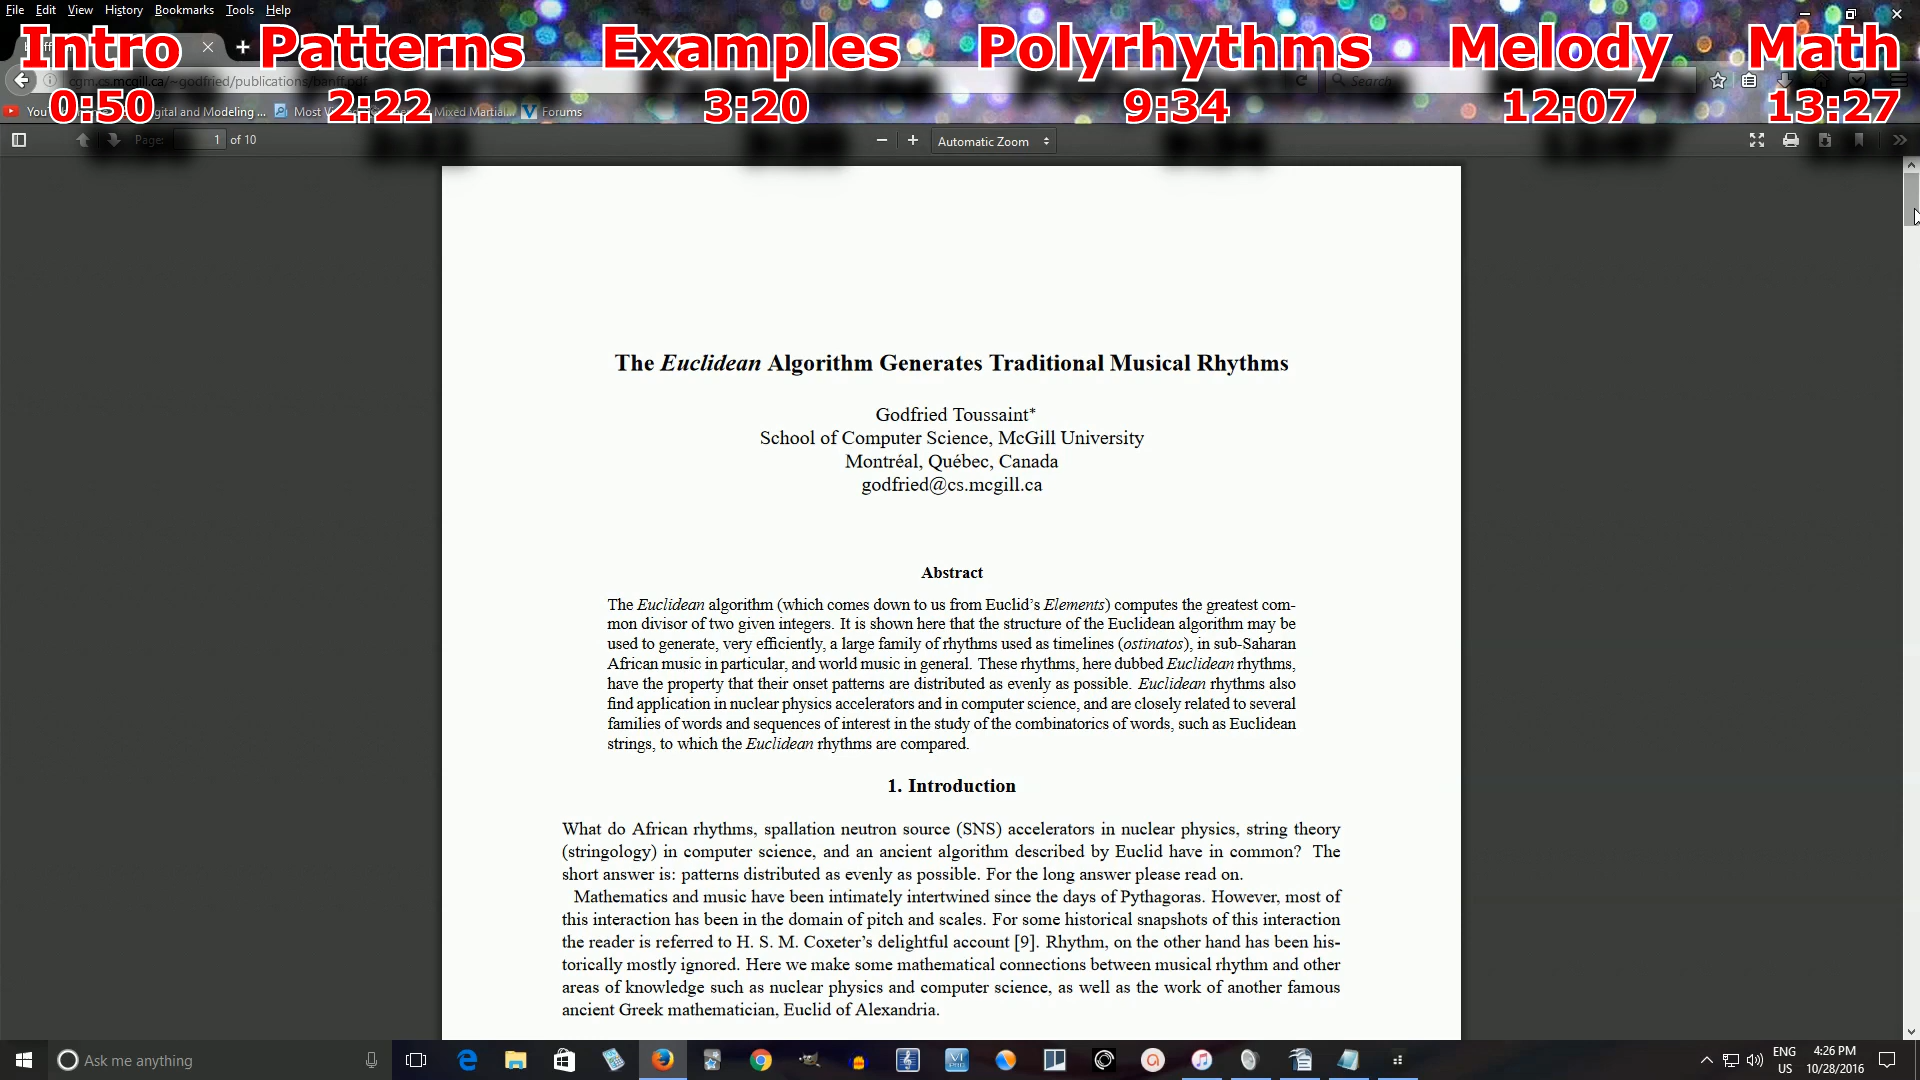 File Edit View History Bookmarks Tools Help
Intro Patterns Examples Polyrhythms Melody Math
cgm.cs.mcgill.ca/~godfried/publications/banff.pdf
Search
0:50 2:22 3:20 9:34 12:07 13:27
igital and Modeling ... Most Vi Mixed Martial... Forums
Page: 1 of 10
Automatic Zoom
The Euclidean Algorithm Generates Traditional Musical Rhythms
Godfried Toussaint*
School of Computer Science, McGill University
Montréal, Québec, Canada
godfried@cs.mcgill.ca
Abstract
The Euclidean algorithm (which comes down to us from Euclid’s Elements) computes the greatest com-
mon divisor of two given integers. It is shown here that the structure of the Euclidean algorithm may be
used to generate, very efficiently, a large family of rhythms used as timelines (ostinatos), in sub-Saharan
African music in particular, and world music in general. These rhythms, here dubbed Euclidean rhythms,
have the property that their onset patterns are distributed as evenly as possible. Euclidean rhythms also
find application in nuclear physics accelerators and in computer science, and are closely related to several
families of words and sequences of interest in the study of the combinatorics of words, such as Euclidean
strings, to which the Euclidean rhythms are compared.
1. Introduction
What do African rhythms, spallation neutron source (SNS) accelerators in nuclear physics, string theory
(stringology) in computer science, and an ancient algorithm described by Euclid have in common? The
short answer is: patterns distributed as evenly as possible. For the long answer please read on.
Mathematics and music have been intimately intertwined since the days of Pythagoras. However, most of
this interaction has been in the domain of pitch and scales. For some historical snapshots of this interaction
the reader is referred to H. S. M. Coxeter’s delightful account [9]. Rhythm, on the other hand has been his-
torically mostly ignored. Here we make some mathematical connections between musical rhythm and other
areas of knowledge such as nuclear physics and computer science, as well as the work of another famous
ancient Greek mathematician, Euclid of Alexandria.
Ask me anything
ENG 4:26 PM
US 10/28/2016